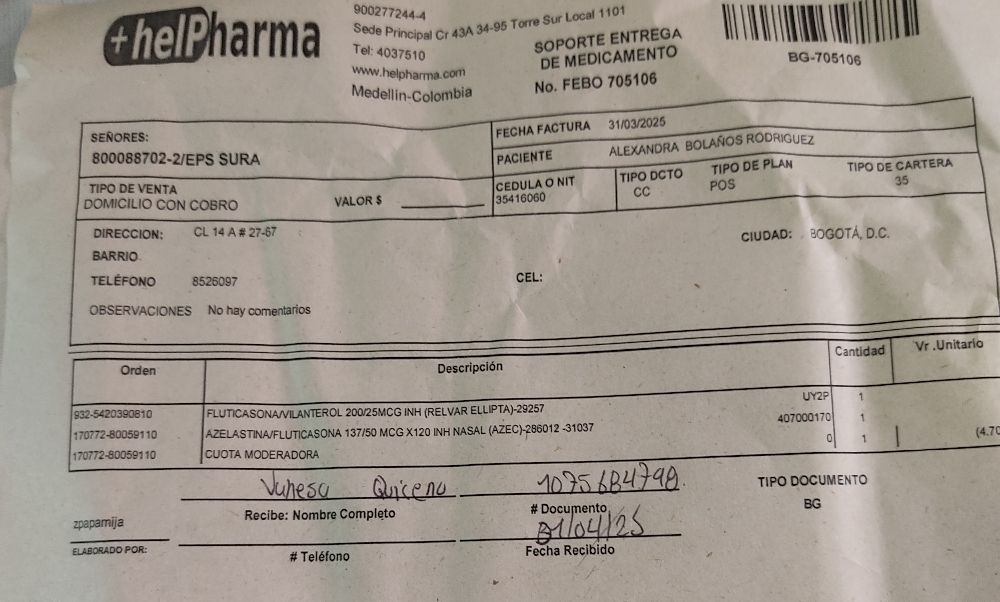 +helPharma
900277244-4
Sede Principal Cr 43A 34-95 Torre Sur Local 1101
Tel: 4037510
www.helpharma.com
Medellin-Colombia
SOPORTE ENTREGA
DE MEDICAMENTO
No. FEBO 705106
BG-705106
SEÑORES:
800088702-2/EPS SURA
FECHA FACTURA 31/03/2025
PACIENTE ALEXANDRA BOLAÑOS RODRIGUEZ
TIPO DE VENTA
DOMICILIO CON COBRO VALOR $
CEDULA O NIT TIPO DCTO TIPO DE PLAN TIPO DE CARTERA
35416060 CC POS 35
DIRECCION: CL 14 A # 27-67 CIUDAD: BOGOTÁ, D.C.
BARRIO
TELÉFONO 8526097 CEL:
OBSERVACIONES No hay comentarios
Orden Descripción Cantidad Vr .Unitario
932-5420390810 FLUTICASONA/VILANTEROL 200/25MCG INH (RELVAR ELLIPTA)-29257 UY2P 1
170772-80059110 AZELASTINA/FLUTICASONA 137/50 MCG X120 INH NASAL (AZEC)-286012 -31037 407000170 1
170772-80059110 CUOTA MODERADORA 0 1 (4.70
Vanesa Quiceno 1075684798
Recibe: Nombre Completo # Documento
TIPO DOCUMENTO
BG
zpapamija 01/04/25
ELABORADO POR: # Teléfono Fecha Recibido